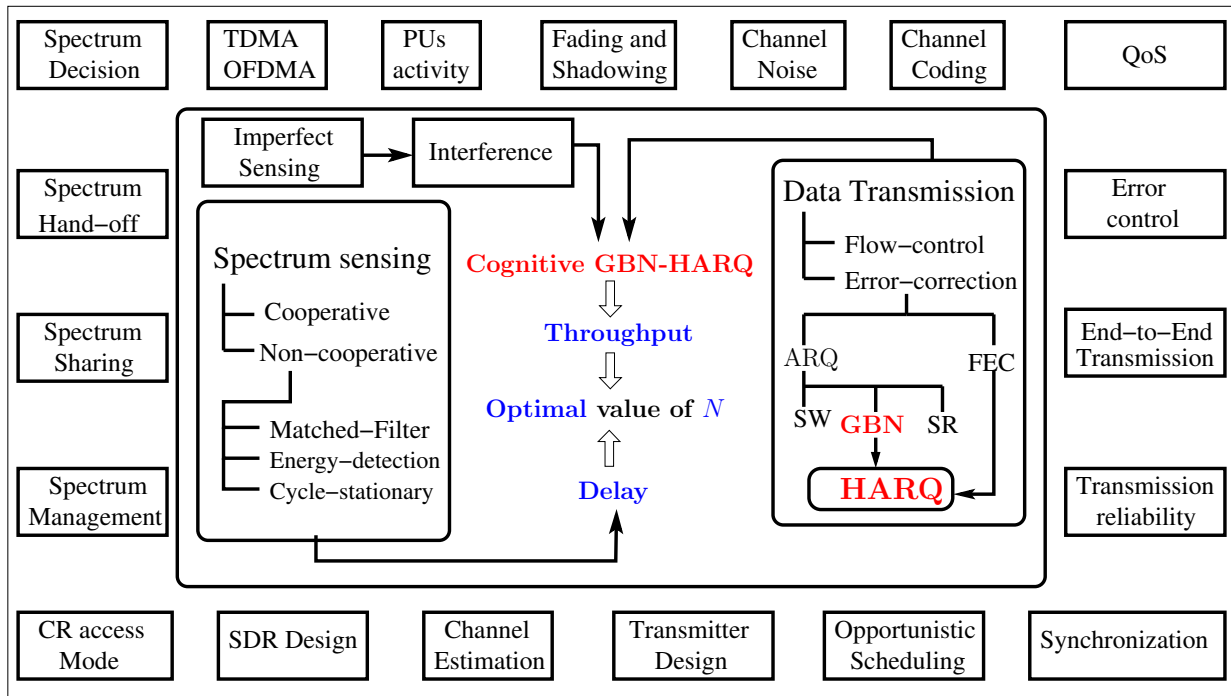 Spectrum
Decision
TDMA
OFDMA
PUs
activity
Fading and
Shadowing
Channel
Noise
Channel
Coding
QoS
Imperfect
Sensing
Interference
Spectrum
Hand−off
Data Transmission
Flow−control
Error−correction
Error
control
Spectrum sensing
Cooperative
Non−cooperative
Matched−Filter
Energy−detection
Cycle−stationary
Cognitive GBN-HARQ
Throughput
Optimal value of N
Delay
ARQ
FEC
SW
GBN
SR
HARQ
Spectrum
Sharing
End−to−End
Transmission
Spectrum
Management
Transmission
reliability
CR access
Mode
SDR Design
Channel
Estimation
Transmitter
Design
Opportunistic
Scheduling
Synchronization